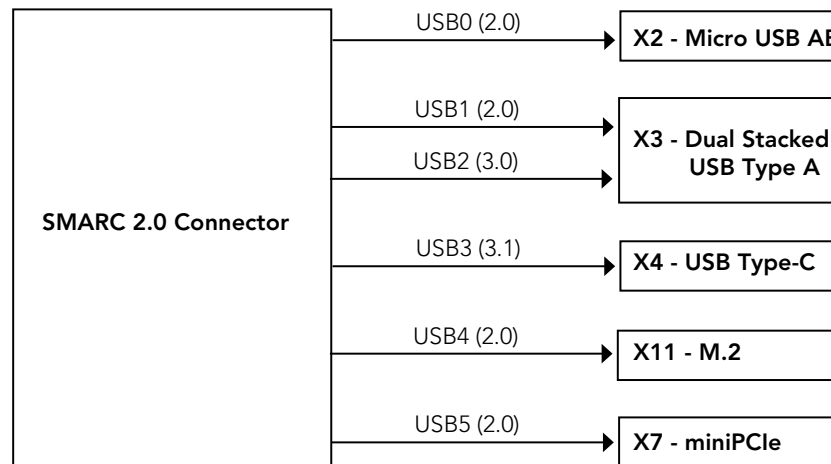 USB0 (2.0)
X2 - Micro USB AB
USB1 (2.0)
X3 - Dual Stacked
USB Type A
USB2 (3.0)
SMARC 2.0 Connector
USB3 (3.1)
X4 - USB Type-C
USB4 (2.0)
X11 - M.2
USB5 (2.0)
X7 - miniPCIe